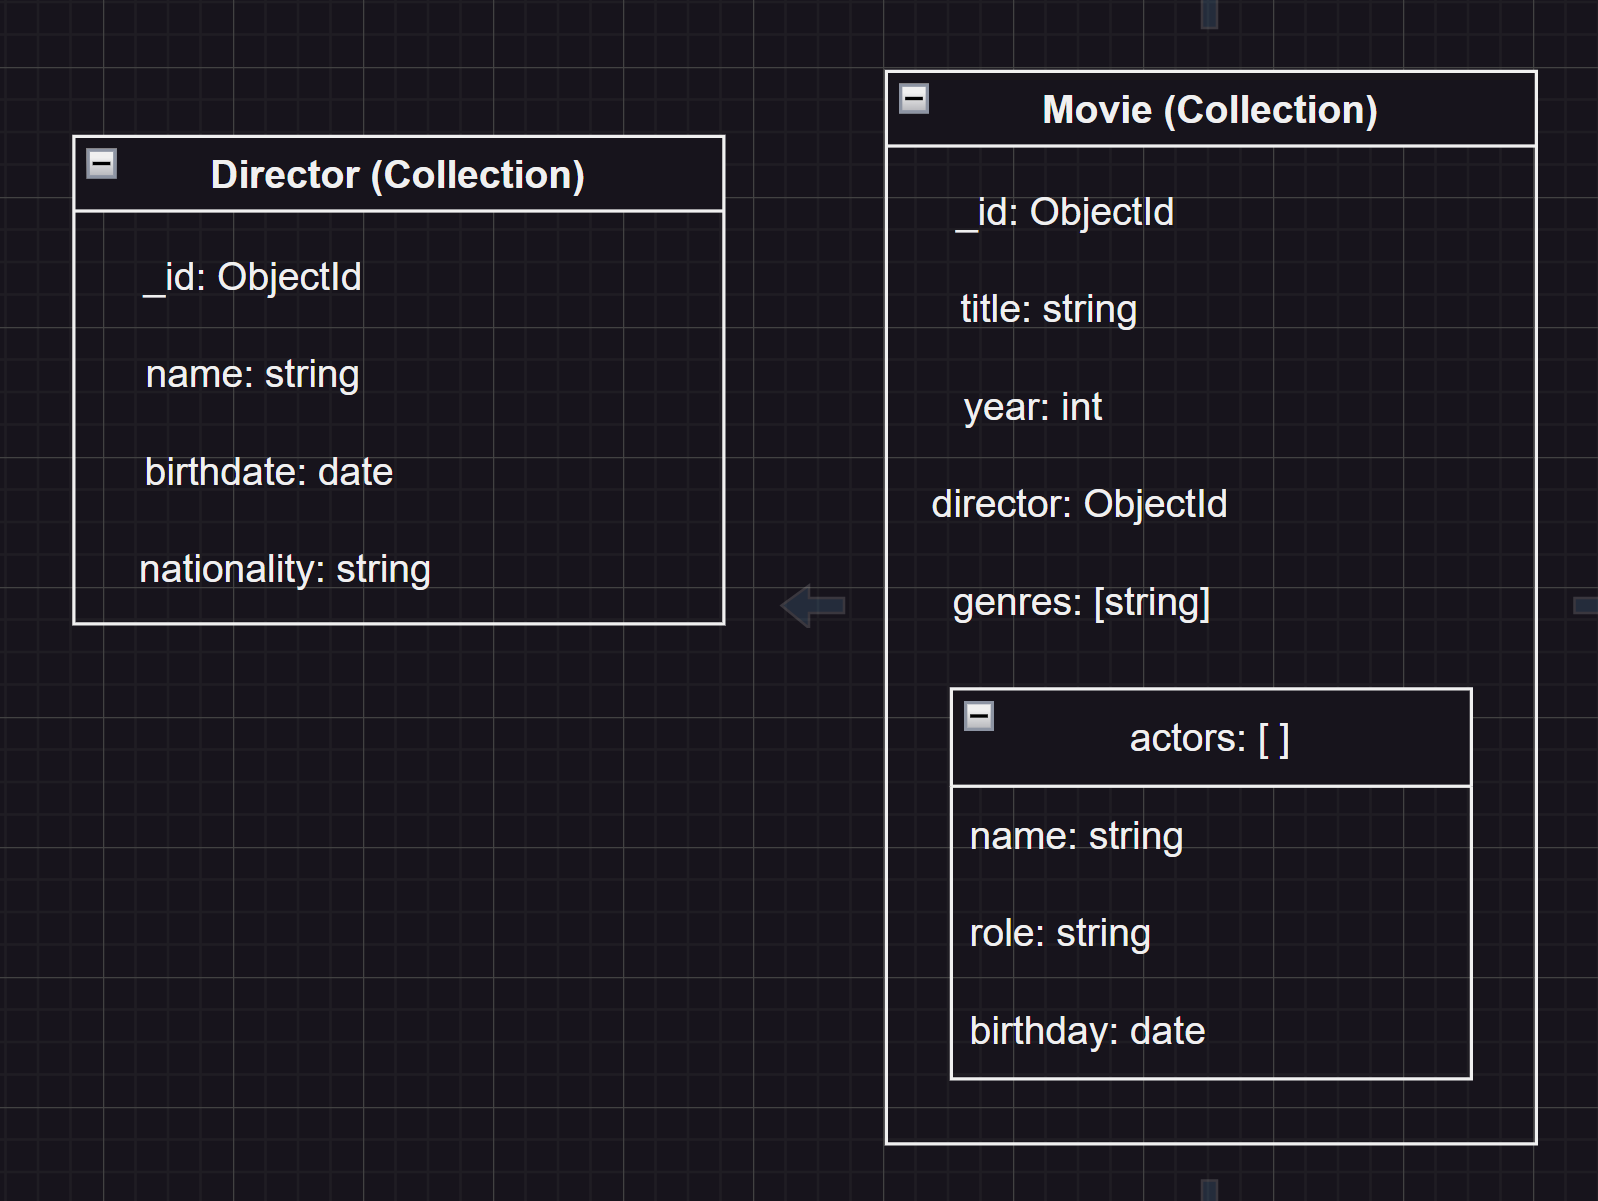 Director (Collection)
_id: ObjectId
name: string
birthdate: date
nationality: string
Movie (Collection)
_id: ObjectId
title: string
year: int
director: ObjectId
genres: [string]
actors: [ ]
name: string
role: string
birthday: date